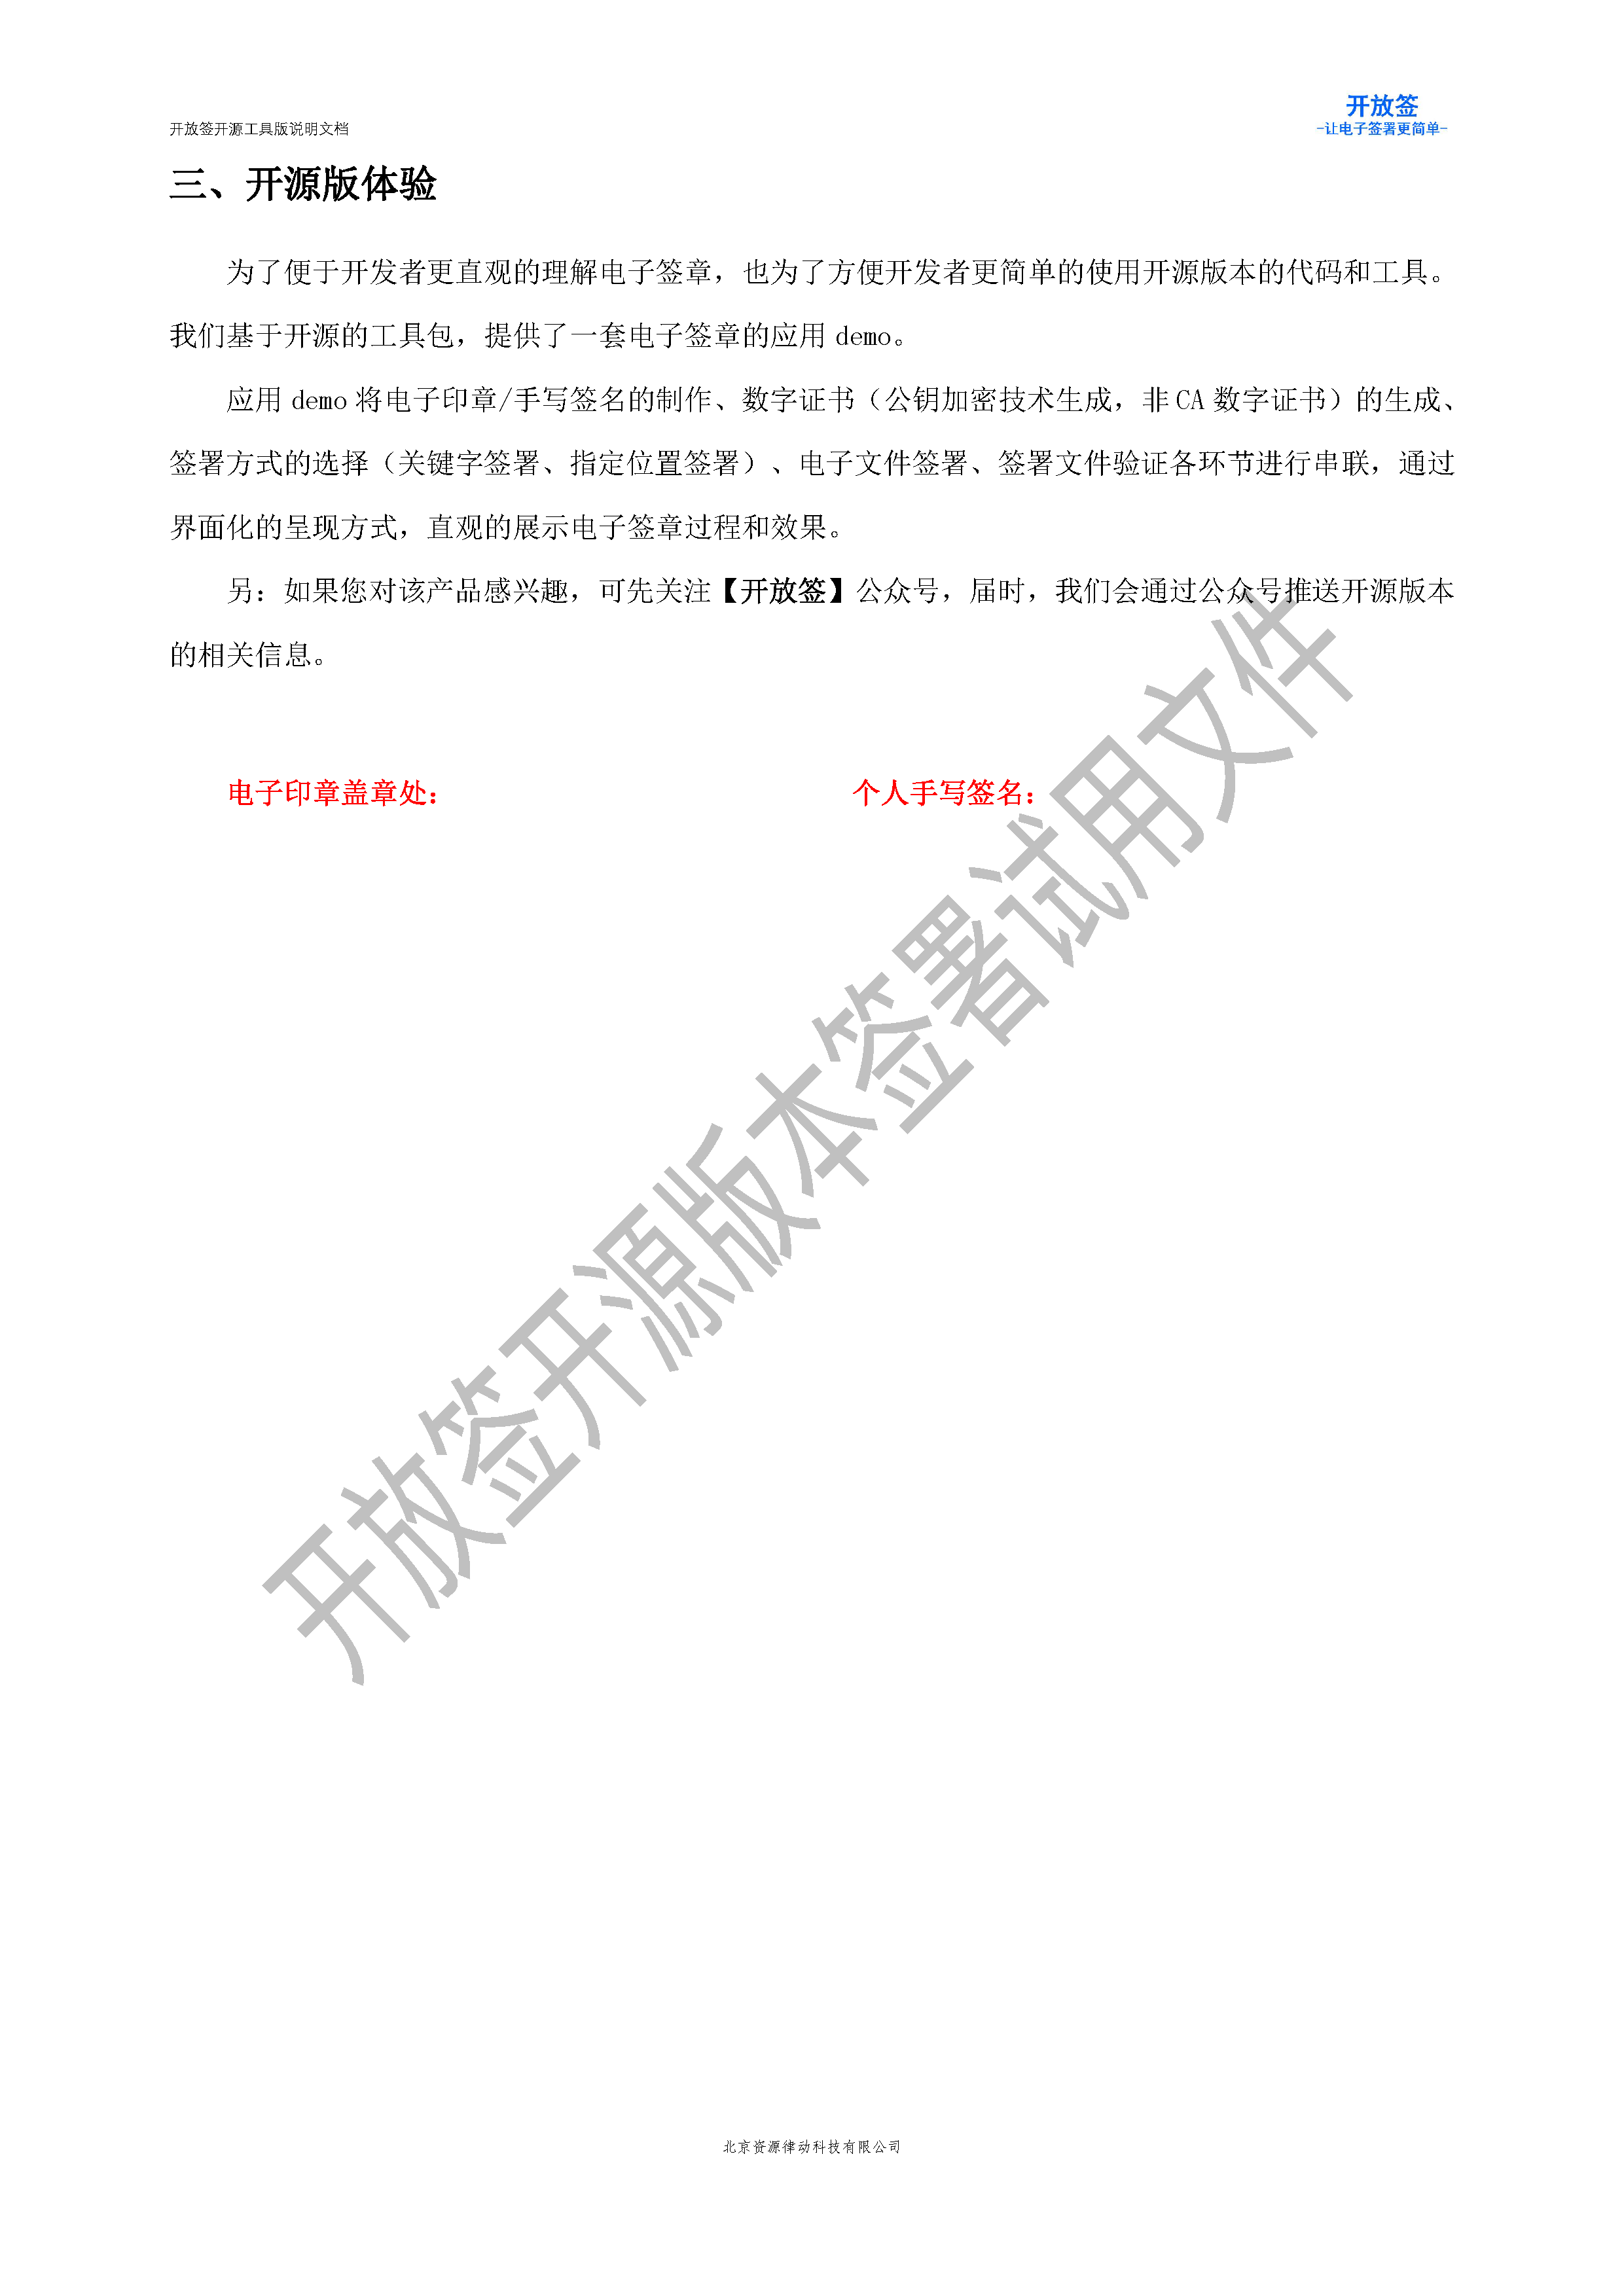 开放签开源工具版说明文档
开放签
-让电子签署更简单-
三、开源版体验
为了便于开发者更直观的理解电子签章，也为了方便开发者更简单的使用开源版本的代码和工具。
我们基于开源的工具包，提供了一套电子签章的应用 demo。
应用 demo 将电子印章/手写签名的制作、数字证书（公钥加密技术生成，非 CA 数字证书）的生成、
签署方式的选择（关键字签署、指定位置签署）、电子文件签署、签署文件验证各环节进行串联，通过
界面化的呈现方式，直观的展示电子签章过程和效果。
另：如果您对该产品感兴趣，可先关注【开放签】公众号，届时，我们会通过公众号推送开源版本
的相关信息。
电子印章盖章处： 个人手写签名：
开放签开源版本签署试用文件
北京资源律动科技有限公司